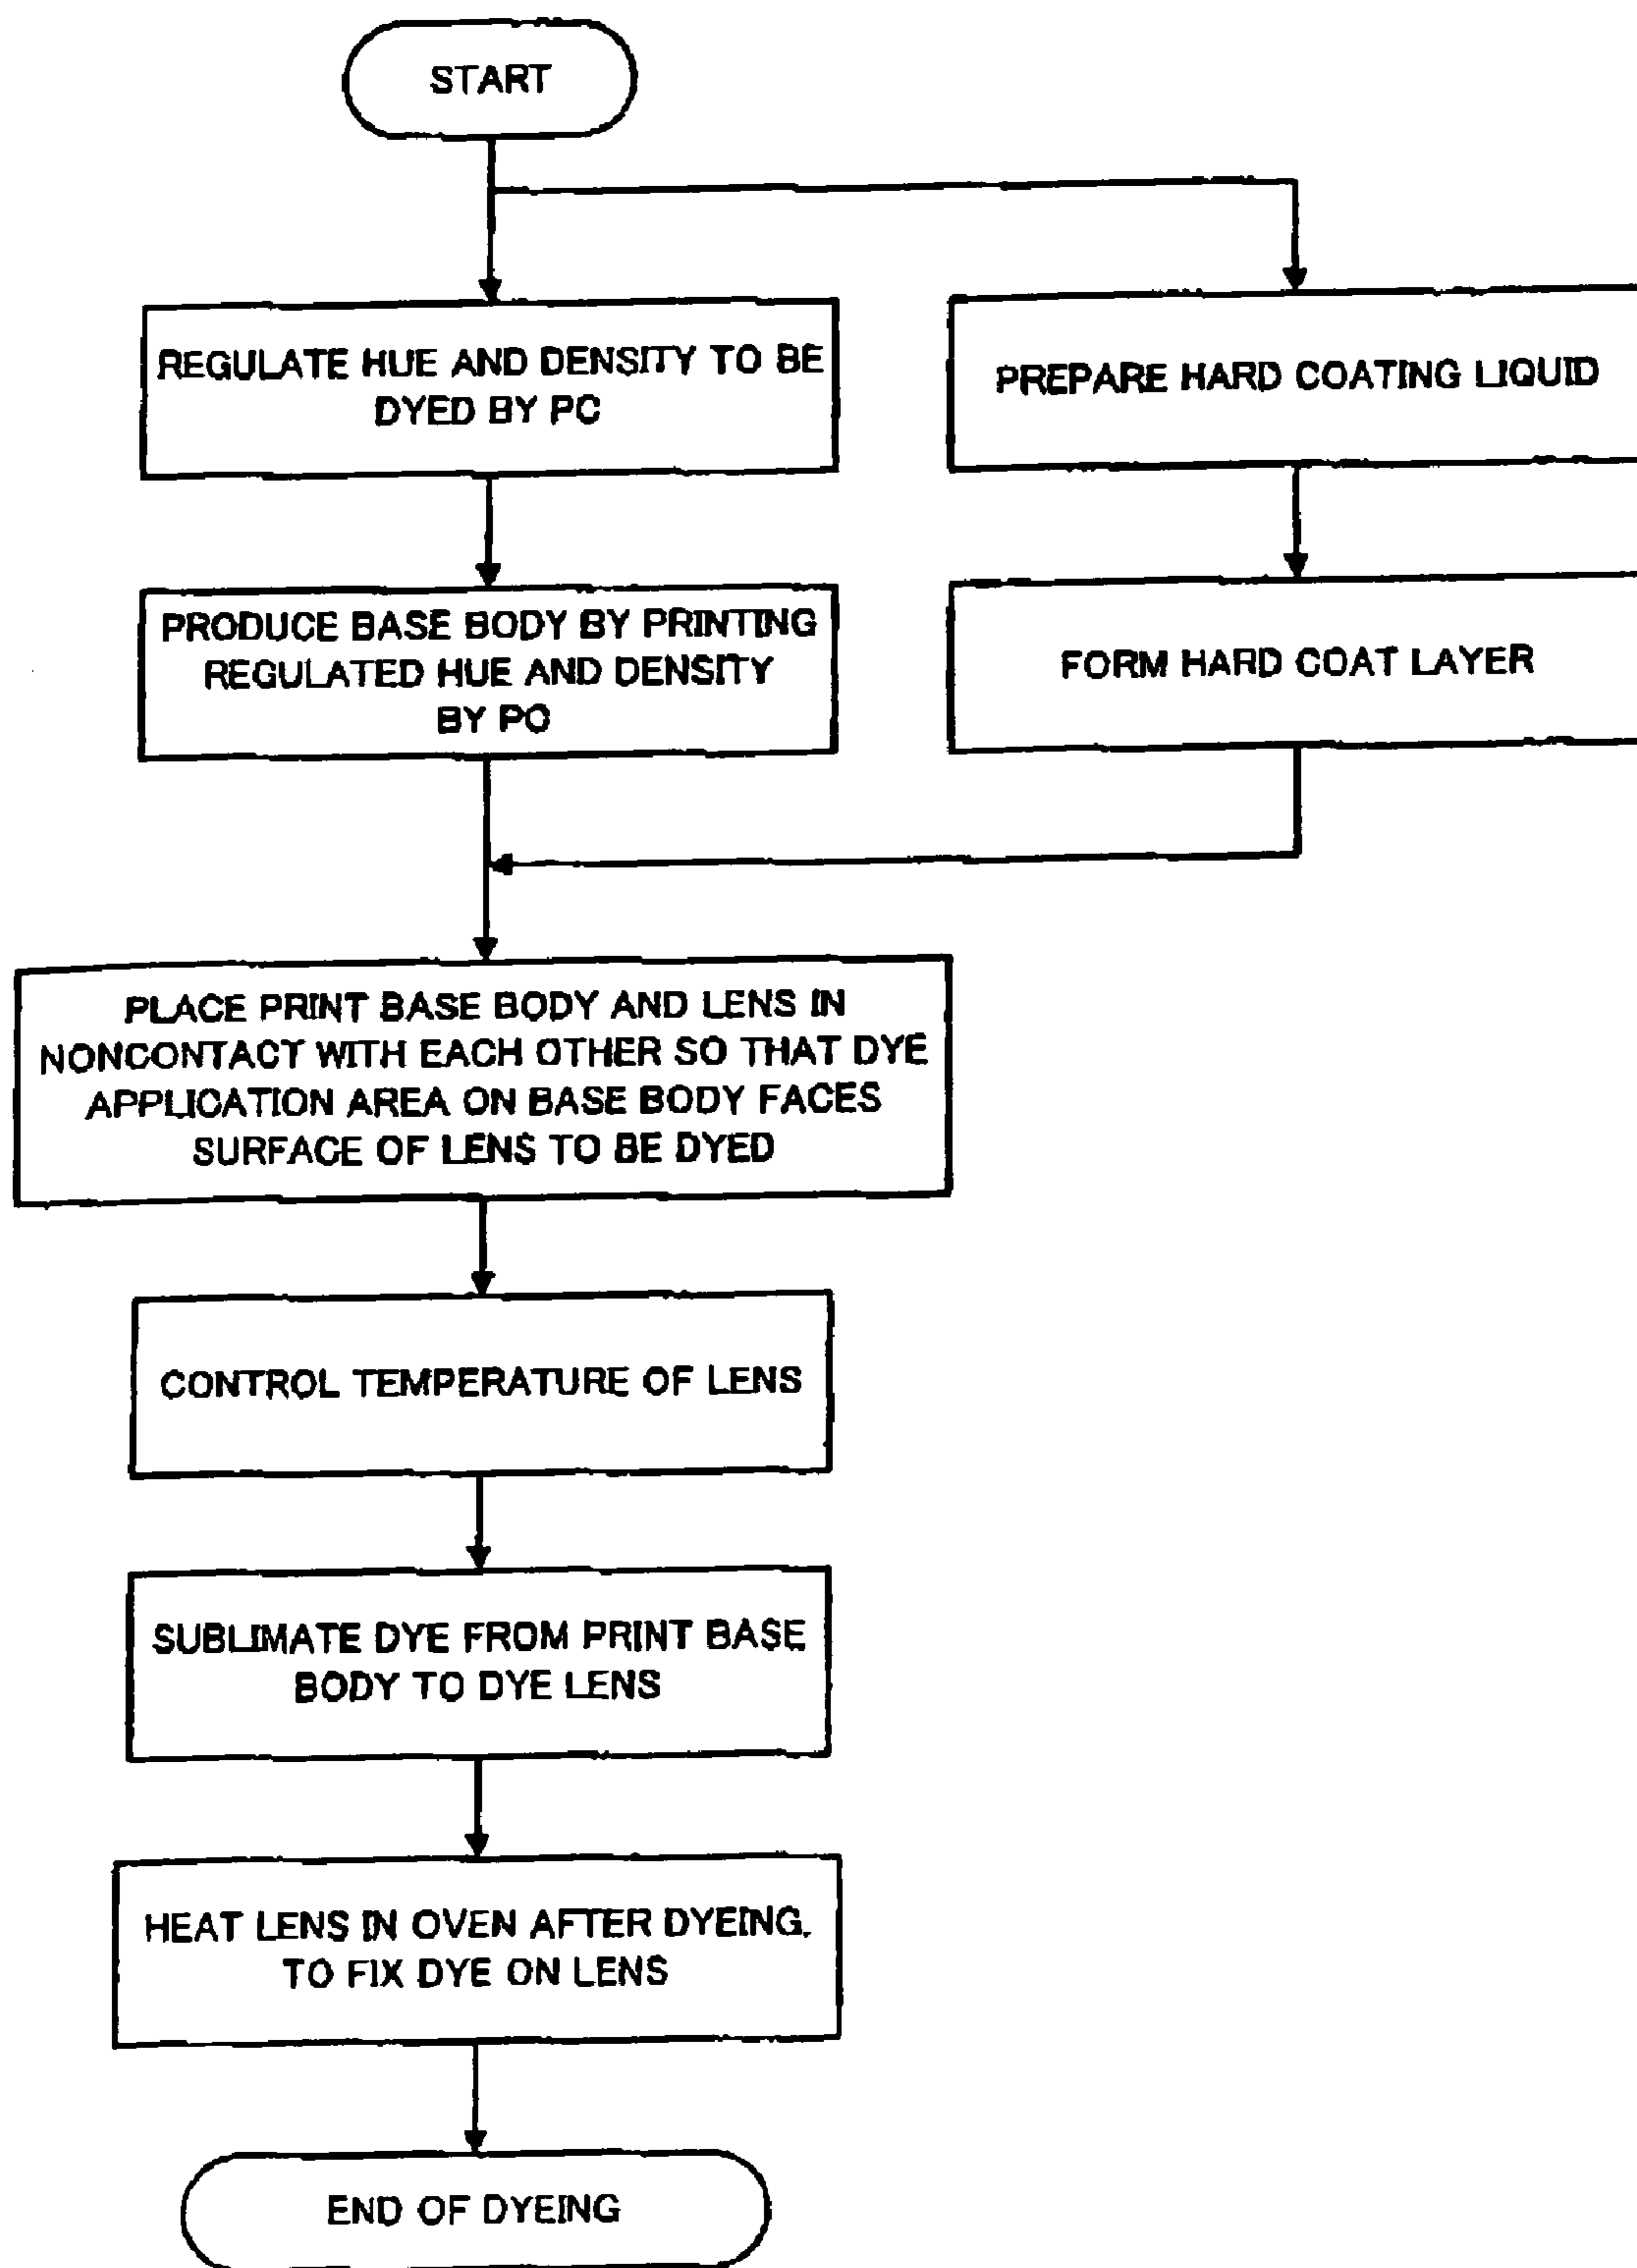 START
REGULATE HUE AND DENSITY TO BE
DYED BY PC
PREPARE HARD COATING LIQUID
PRODUCE BASE BODY BY PRINTING
REGULATED HUE AND DENSITY
BY PC
FORM HARD COAT LAYER
PLACE PRINT BASE BODY AND LENS IN
NONCONTACT WITH EACH OTHER SO THAT DYE
APPLICATION AREA ON BASE BODY FACES
SURFACE OF LENS TO BE DYED
CONTROL TEMPERATURE OF LENS
SUBLIMATE DYE FROM PRINT BASE
BODY TO DYE LENS
HEAT LENS IN OVEN AFTER DYEING,
TO FIX DYE ON LENS
END OF DYEING